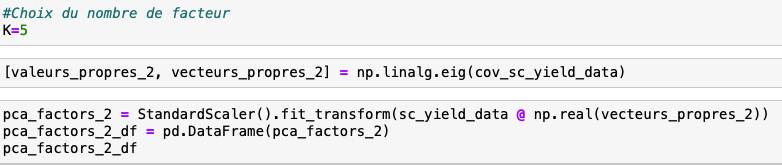 #Choix du nombre de facteur
K=5
[valeurs_propres_2, vecteurs_propres_2] = np.linalg.eig(cov_sc_yield_data)
pca_factors_2 = StandardScaler().fit_transform(sc_yield_data @ np.real(vecteurs_propres_2))
pca_factors_2_df = pd.DataFrame(pca_factors_2)
pca_factors_2_df